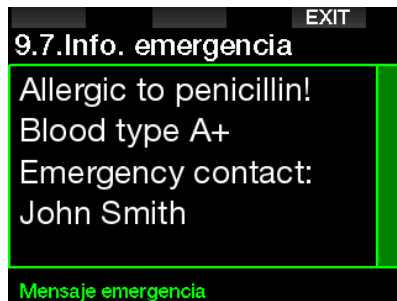 EXIT
9.7.Info. emergencia
Allergic to penicillin!
Blood type A+
Emergency contact:
John Smith
Mensaje emergencia